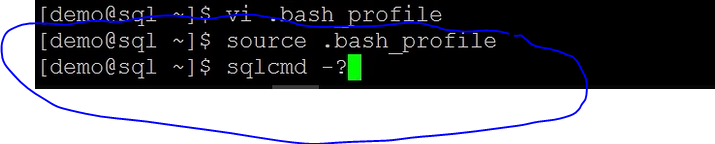 [demo@sql ~]$ vi .bash_profile
[demo@sql ~]$ source .bash_profile
[demo@sql ~]$ sqlcmd -?